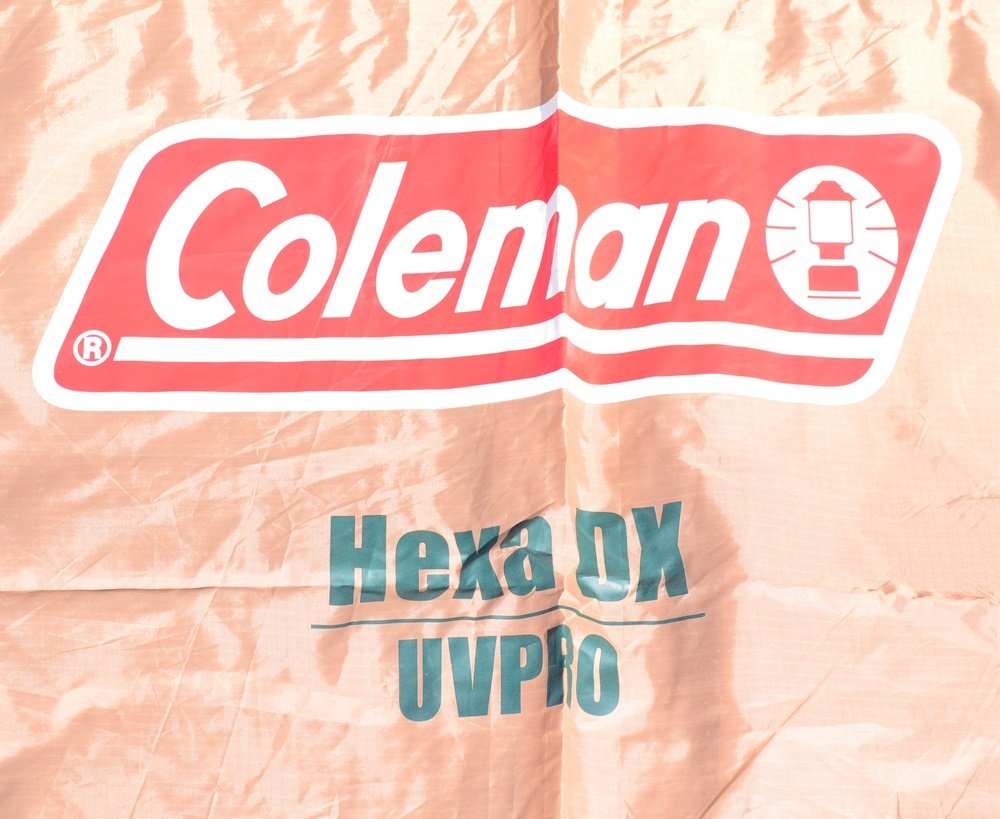 Coleman
®
Hexa DX
UVPRO